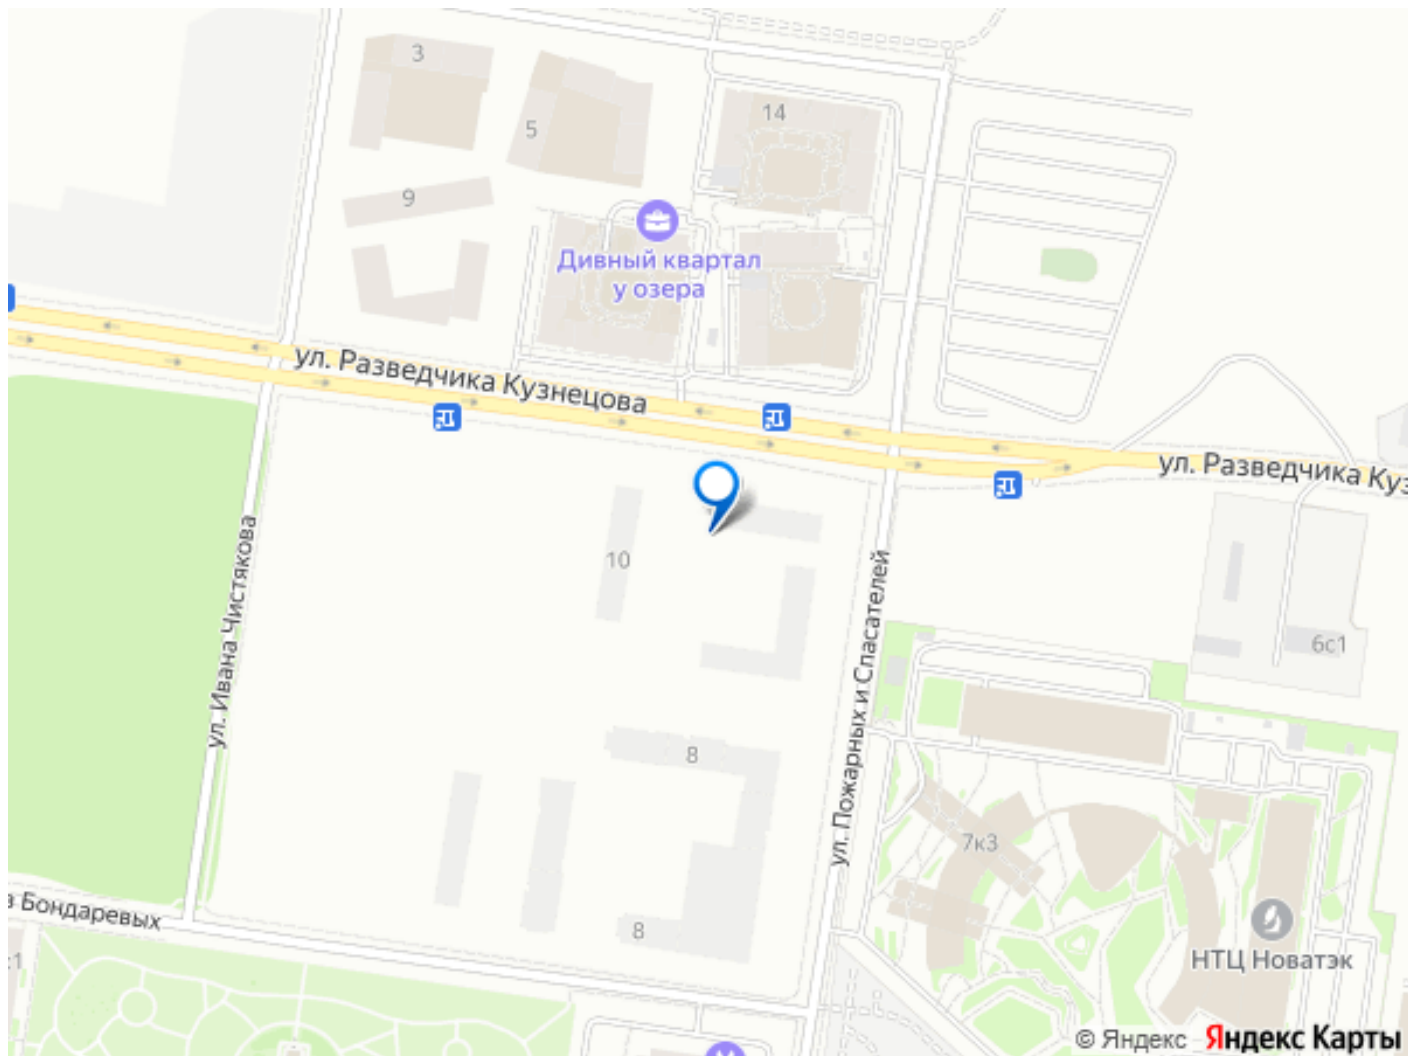 3
14
5
9
Дивный квартал
у озера
ул. Разведчика Кузнецова
ул. Разведчика Куз
10
ул. Ивана Чистякова
ул. Пожарных и Спасателей
6с1
8
7к3
8
Бондаревых
НТЦ Новатэк
© Яндекс Яндекс Карты